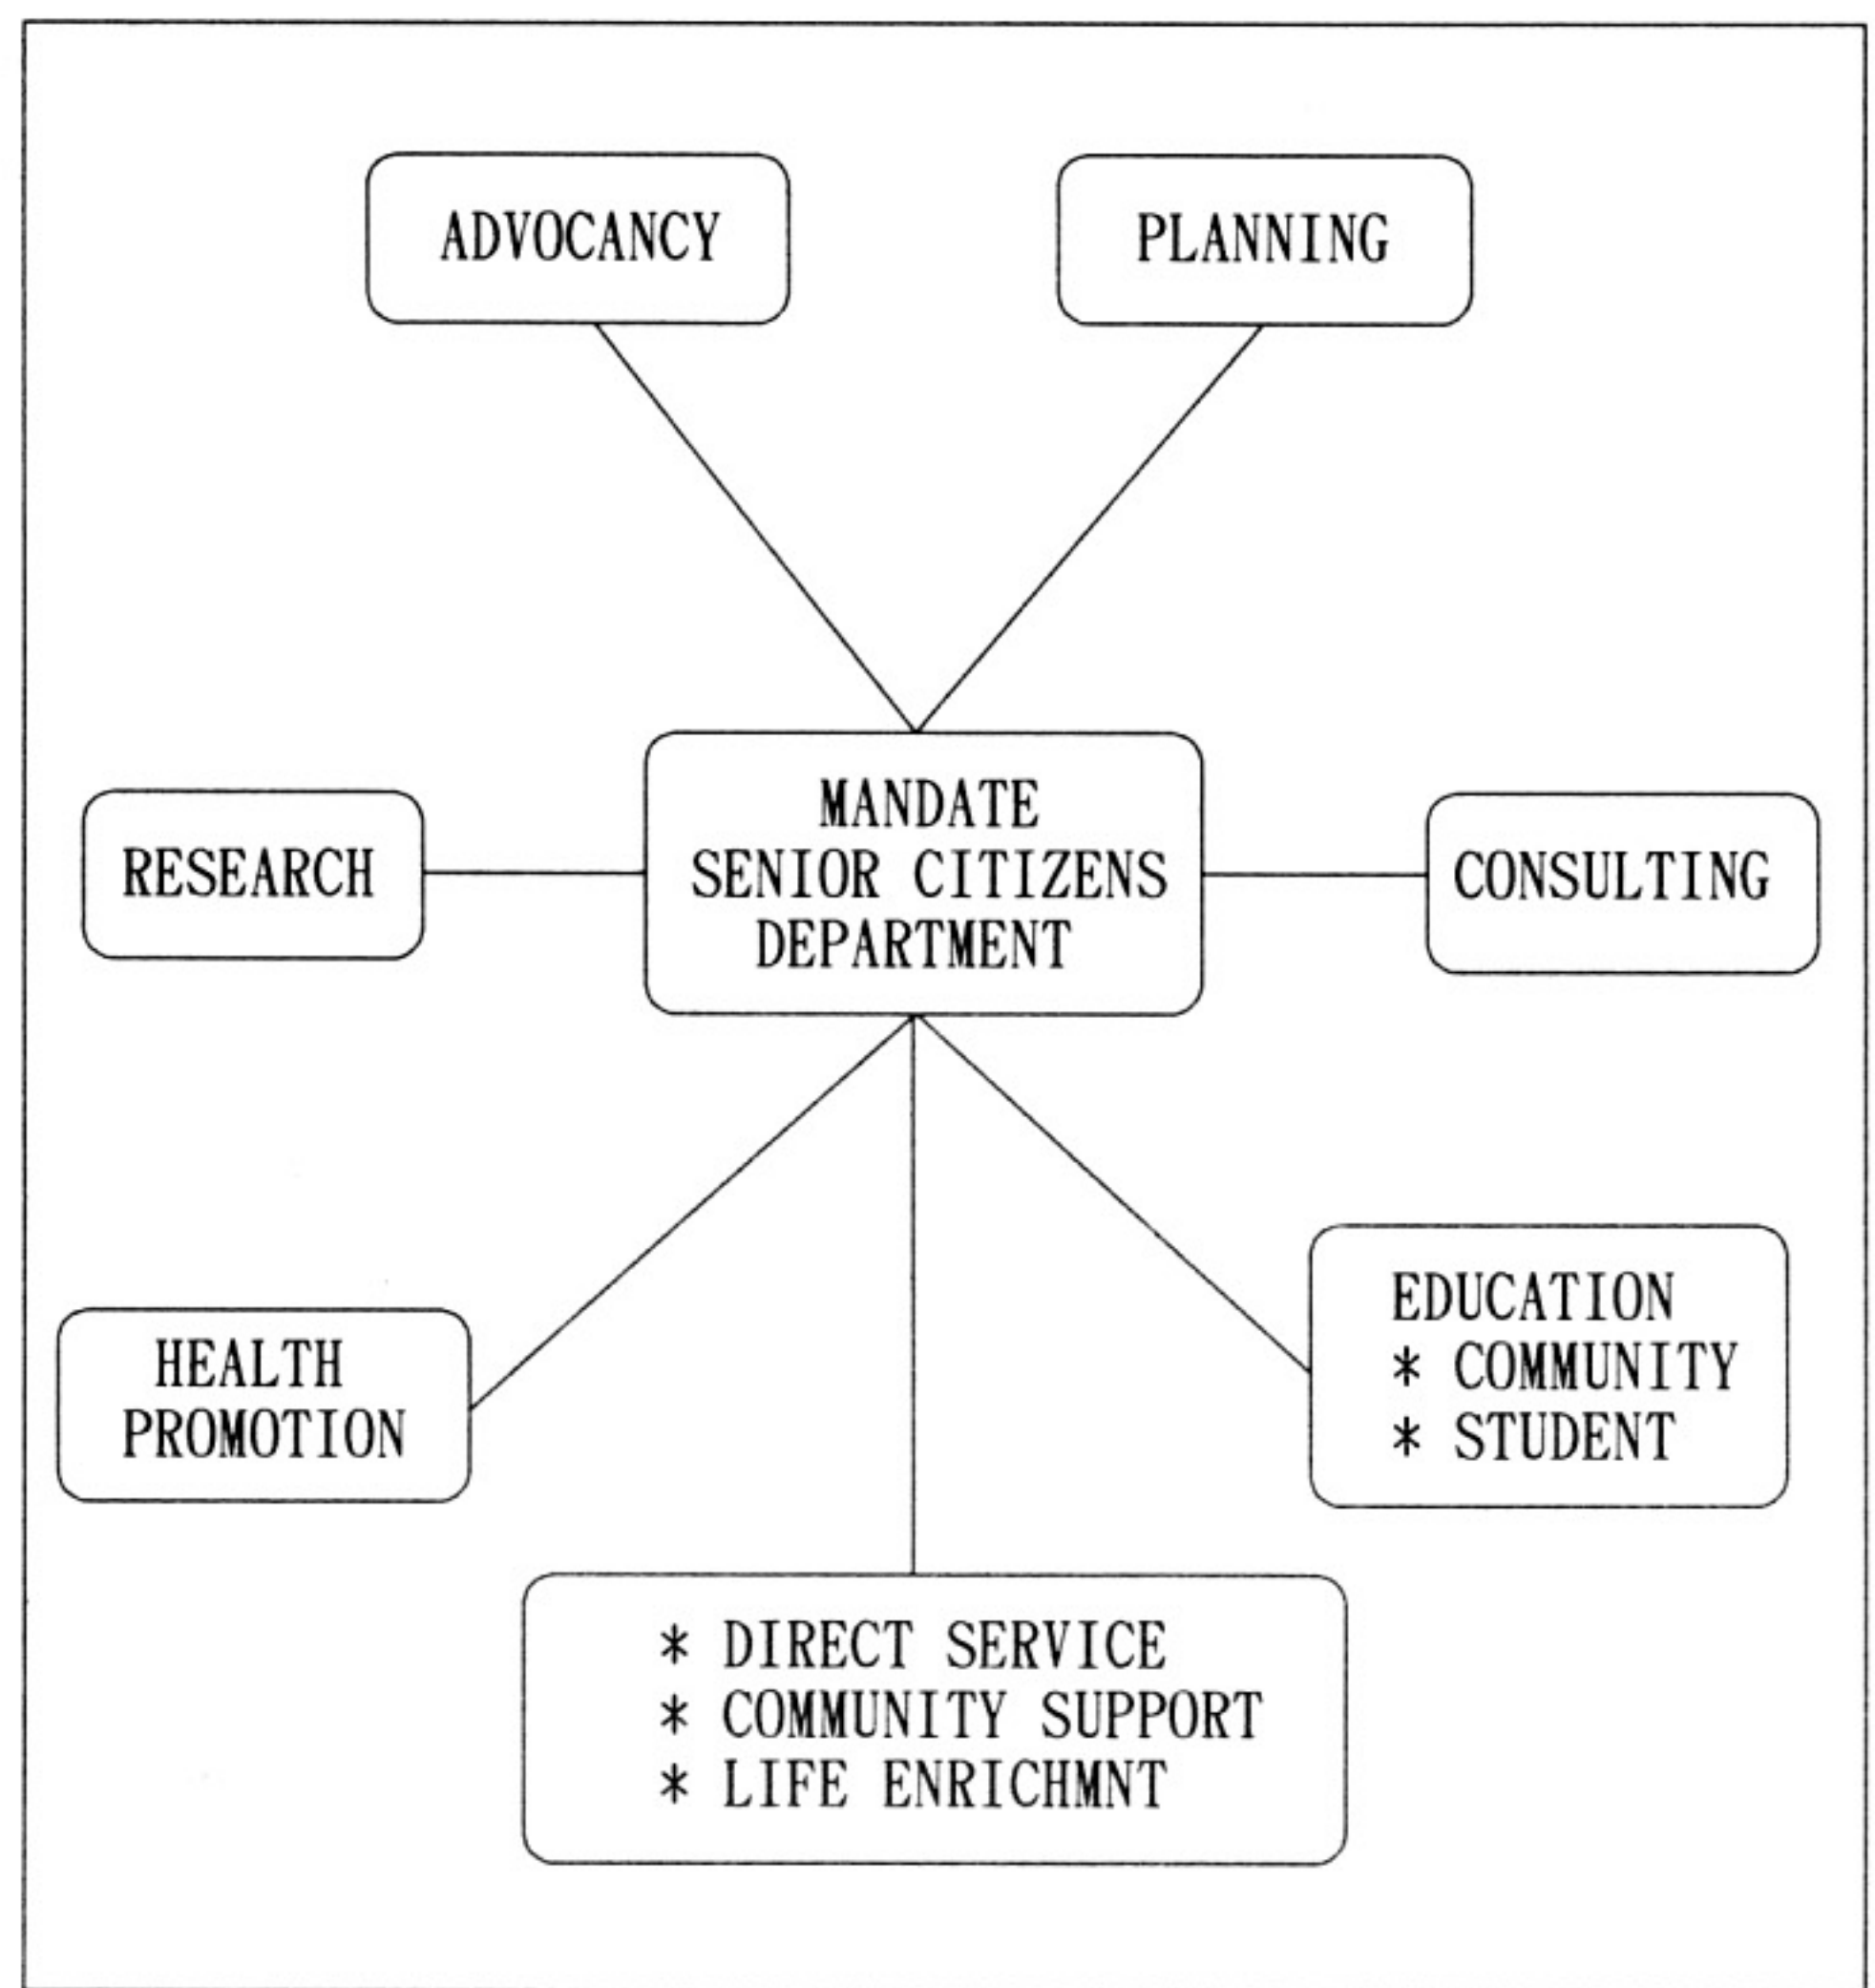 ADVOCANCY
PLANNING
MANDATE
SENIOR CITIZENS
DEPARTMENT
RESEARCH
CONSULTING
HEALTH
PROMOTION
EDUCATION
* COMMUNITY
* STUDENT
* DIRECT SERVICE
* COMMUNITY SUPPORT
* LIFE ENRICHMNT